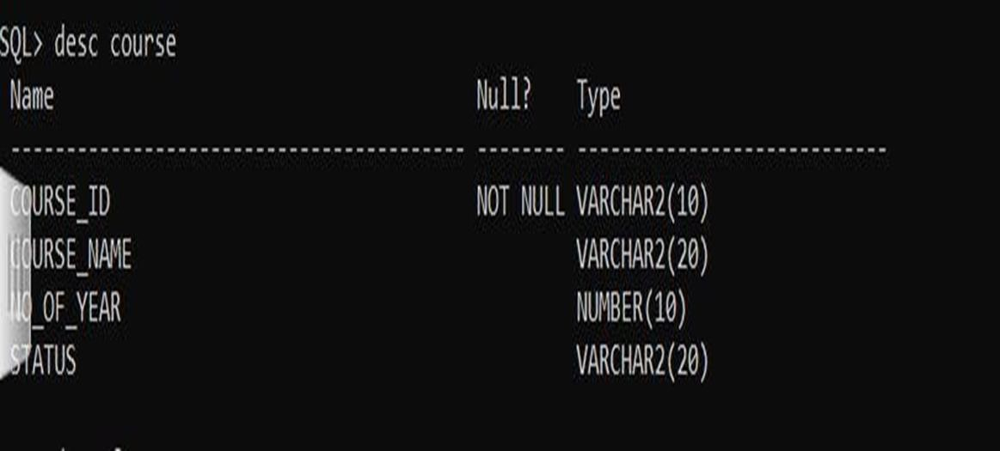 SQL> desc course
Name Null? Type
----------------------------------------- -------- ----------------------------
COURSE_ID NOT NULL VARCHAR2(10)
COURSE_NAME VARCHAR2(20)
NO_OF_YEAR NUMBER(10)
STATUS VARCHAR2(20)